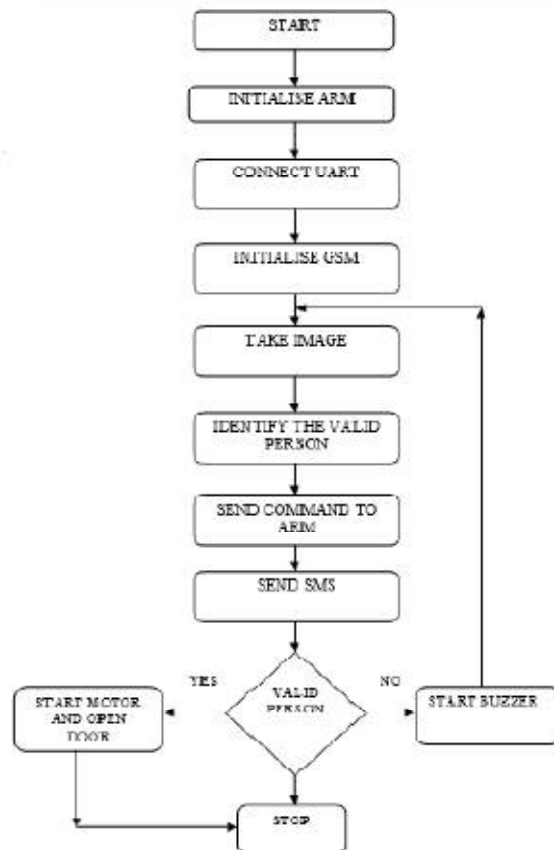 START
INITIALISE ARM
CONNECT UART
INITIALISE GSM
TAKE IMAGE
IDENTIFY THE VALID
PERSON
SEND COMMAND TO
ARM
SEND SMS
YES
VALID
PERSON
NO
START MOTOR
AND OPEN
DOOR
START BUZZER
STOP